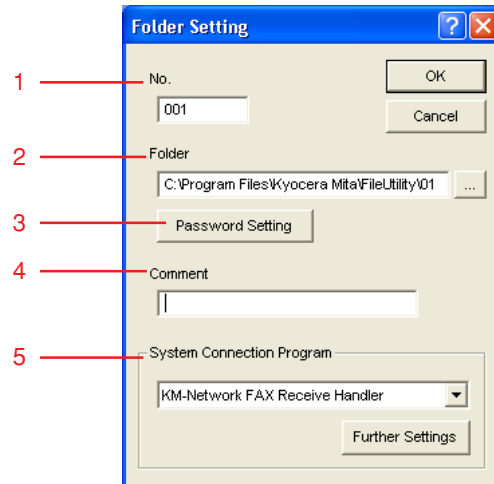 Folder Setting
1 No. OK
001 Cancel
2 Folder
C:\Program Files\Kyocera Mita\FileUtility\01 ...
3 Password Setting
4 Comment
5 System Connection Program
KM-Network FAX Receive Handler
Further Settings